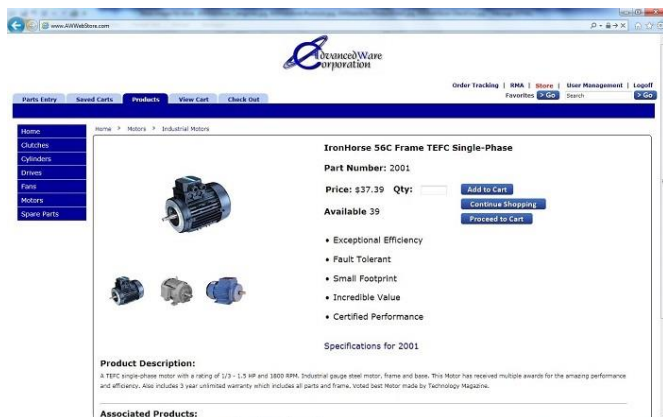 www.AWWebStore.com
AdvancedWare
Corporation
Order Tracking | RMA | Store | User Management | Logoff
Favorites > Go Search > Go
Parts Entry Saved Carts Products View Cart Check Out
Home
Clutches
Cylinders
Drives
Fans
Motors
Spare Parts
Home > Motors > Industrial Motors
IronHorse 56C Frame TEFC Single-Phase
Part Number: 2001
Price: $37.39 Qty: Add to Cart
Continue Shopping
Available 39
Proceed to Cart
• Exceptional Efficiency
• Fault Tolerant
• Small Footprint
• Incredible Value
• Certified Performance
Specifications for 2001
Product Description:
A TEFC single-phase motor with a rating of 1/3 - 1.5 HP and 1800 RPM. Industrial gauge steel motor, frame and base. This Motor has received multiple awards for the amazing performance
and efficiency. Also includes 3 year unlimited warranty which includes all parts and frame. Voted best Motor made by Technology Magazine.
Associated Products: